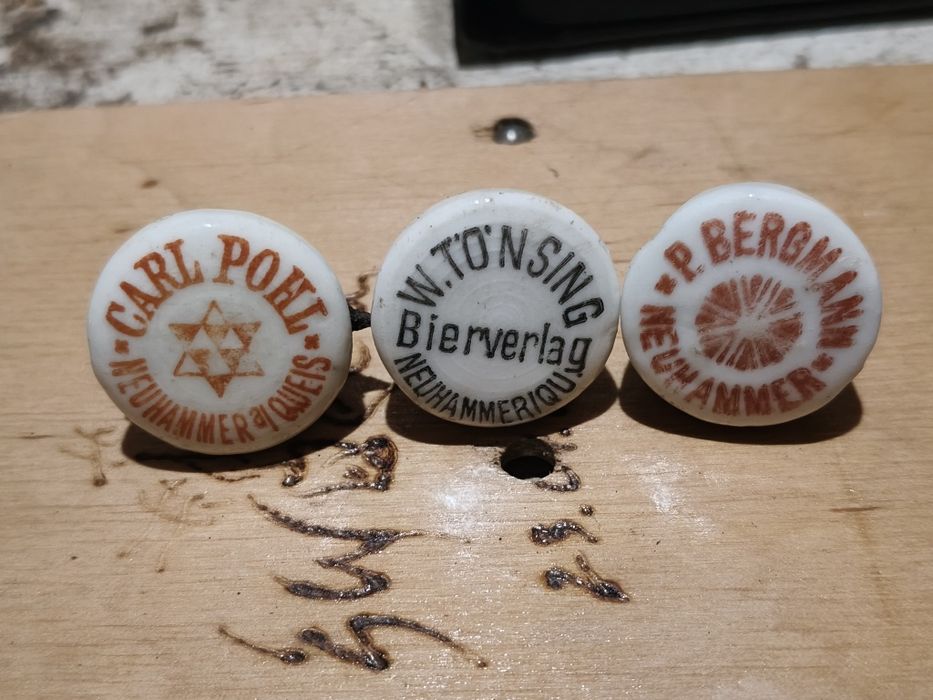 CARL POHL
NEUHAMMER a/QUEIS
W. TÖNSING
Bierverlag
NEUHAMMER/QU.
P. BERGMANN
NEUHAMMER